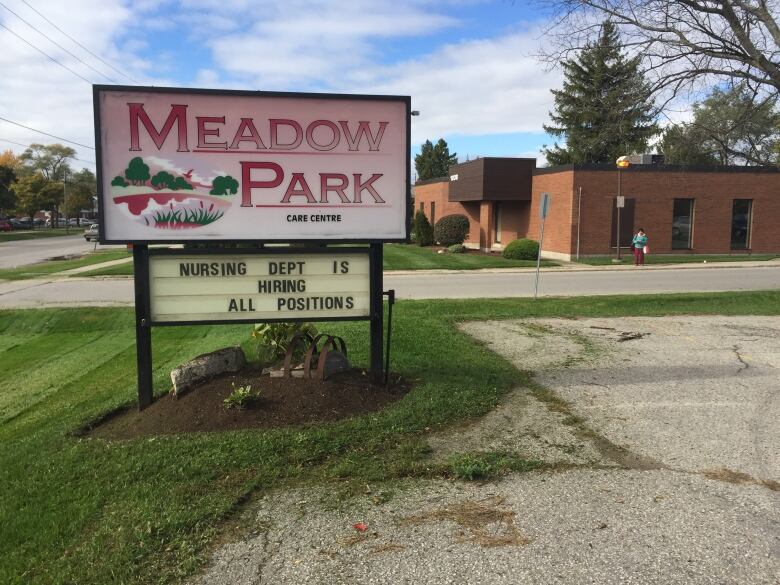 MEADOW
PARK
CARE CENTRE
NURSING DEPT IS
HIRING
ALL POSITIONS